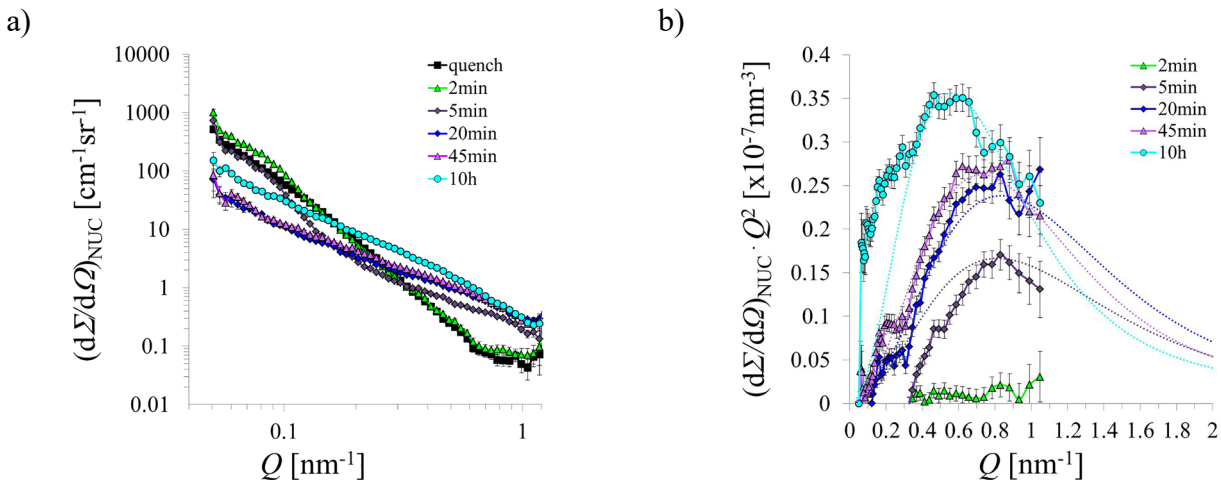 a)
(dΣ/dΩ)NUC [cm⁻¹sr⁻¹]
10000
1000
100
10
1
0.1
0.01
quench
2min
5min
20min
45min
10h
0.1
1
Q [nm⁻¹]
b)
(dΣ/dΩ)NUC · Q² [x10⁻⁷nm⁻³]
0.4
0.35
0.3
0.25
0.2
0.15
0.1
0.05
0
2min
5min
20min
45min
10h
0 0.2 0.4 0.6 0.8 1 1.2 1.4 1.6 1.8 2
Q [nm⁻¹]